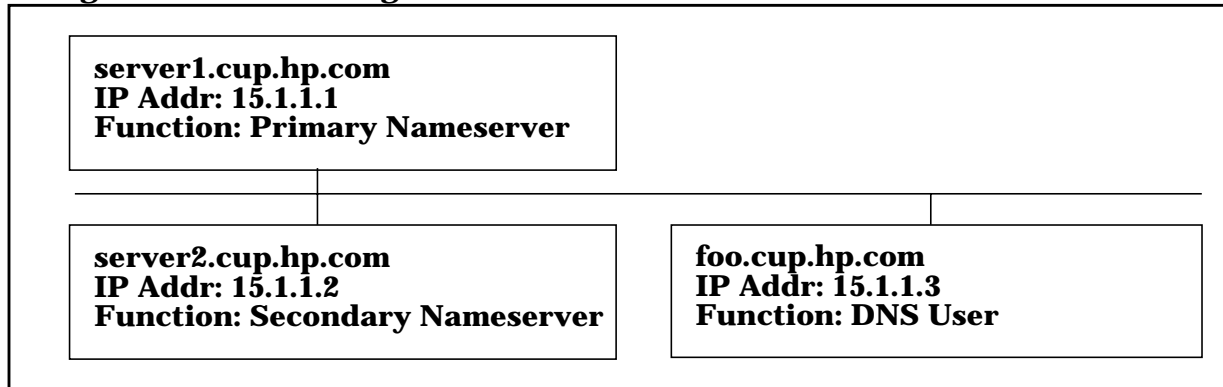 server1.cup.hp.com
IP Addr: 15.1.1.1
Function: Primary Nameserver
server2.cup.hp.com
IP Addr: 15.1.1.2
Function: Secondary Nameserver
foo.cup.hp.com
IP Addr: 15.1.1.3
Function: DNS User